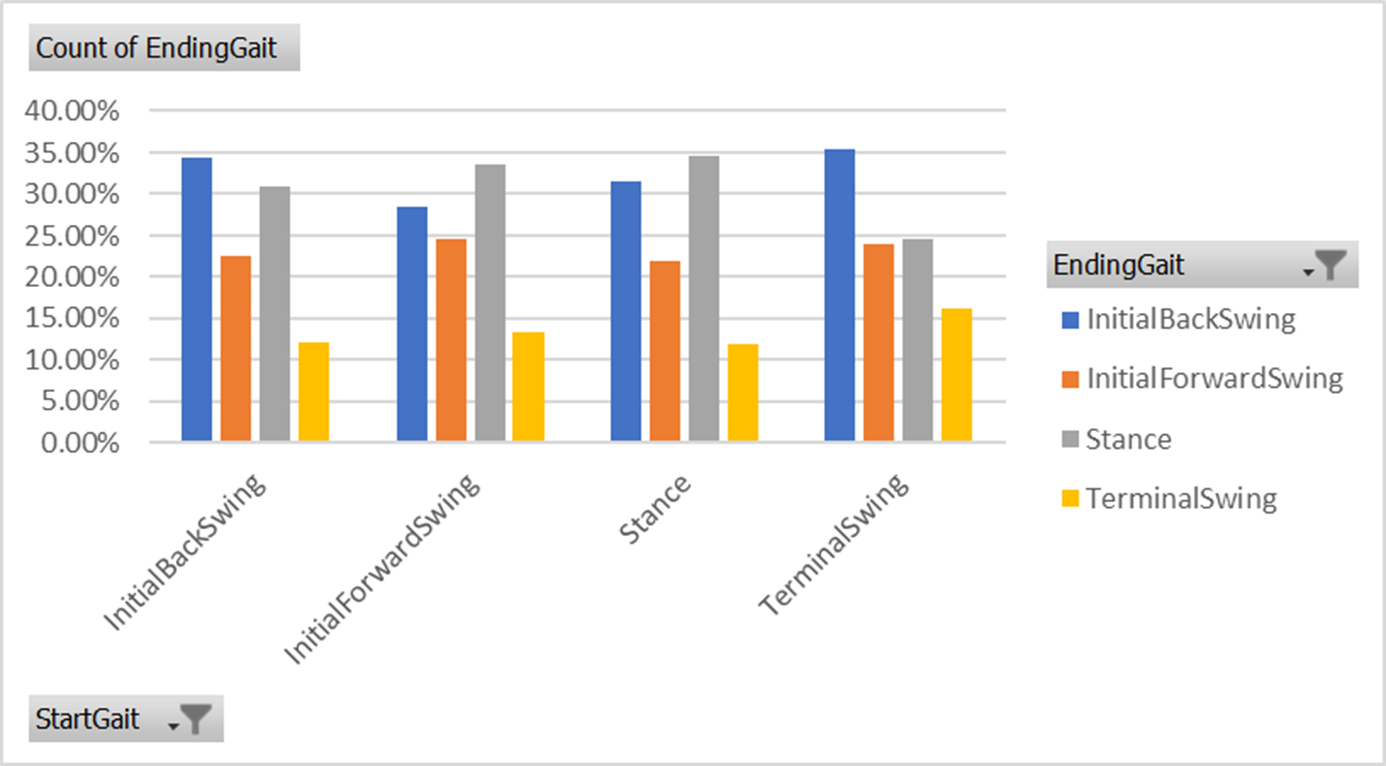 Count of EndingGait
40.00%
35.00%
30.00%
25.00%
20.00%
15.00%
10.00%
5.00%
0.00%
InitialBackSwing
InitialForwardSwing
Stance
TerminalSwing
EndingGait
InitialBackSwing
InitialForwardSwing
Stance
TerminalSwing
StartGait